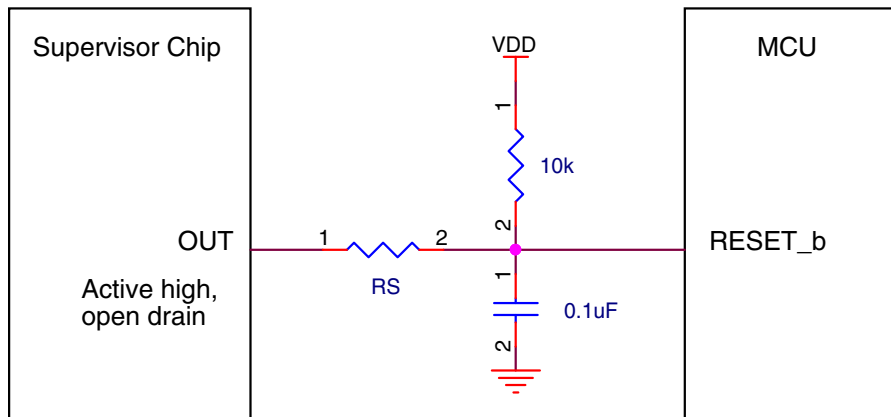 Supervisor Chip
VDD
MCU
1
10k
2
OUT
1
2
RESET_b
RS
1
Active high,
open drain
0.1uF
2